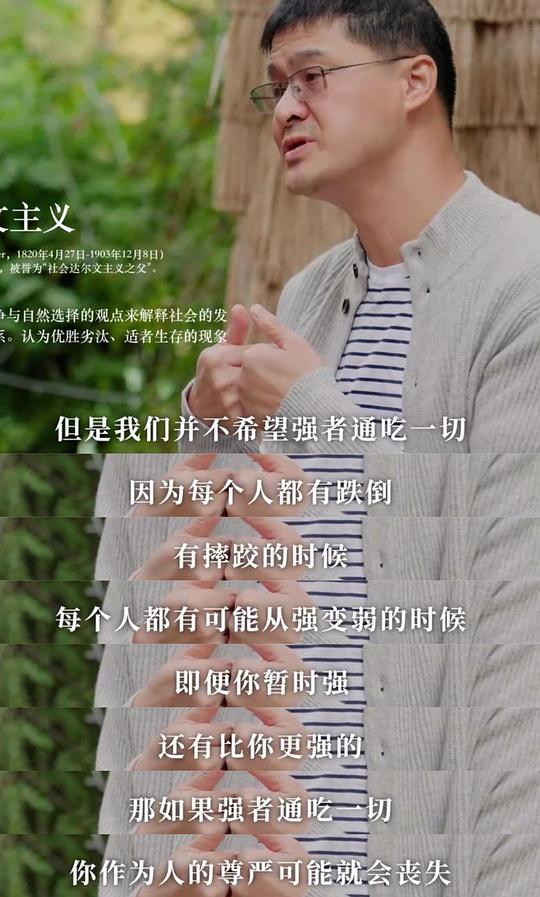 文主义
er，1820年4月27日-1903年12月8日）
，被誉为“社会达尔文主义之父”。
争与自然选择的观点来解释社会的发
系。认为优胜劣汰、适者生存的现象
但是我们并不希望强者通吃一切
因为每个人都有跌倒
有摔跤的时候
每个人都有可能从强变弱的时候
即便你暂时强
还有比你更强的
那如果强者通吃一切
你作为人的尊严可能就会丧失